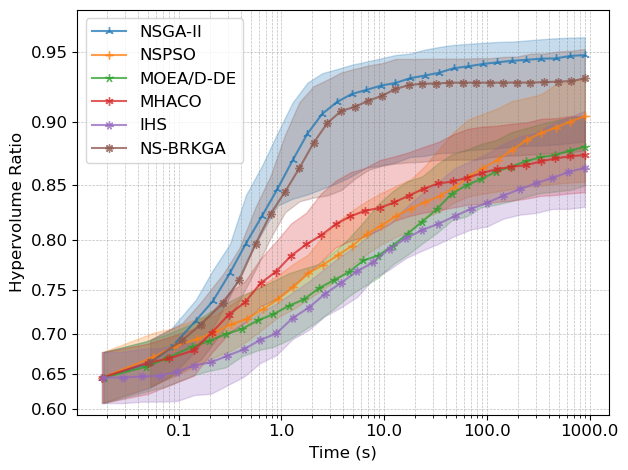 NSGA-II
NSPSO
MOEA/D-DE
MHACO
IHS
NS-BRKGA
Hypervolume Ratio
0.95
0.90
0.85
0.80
0.75
0.70
0.65
0.60
0.1 1.0 10.0 100.0 1000.0
Time (s)